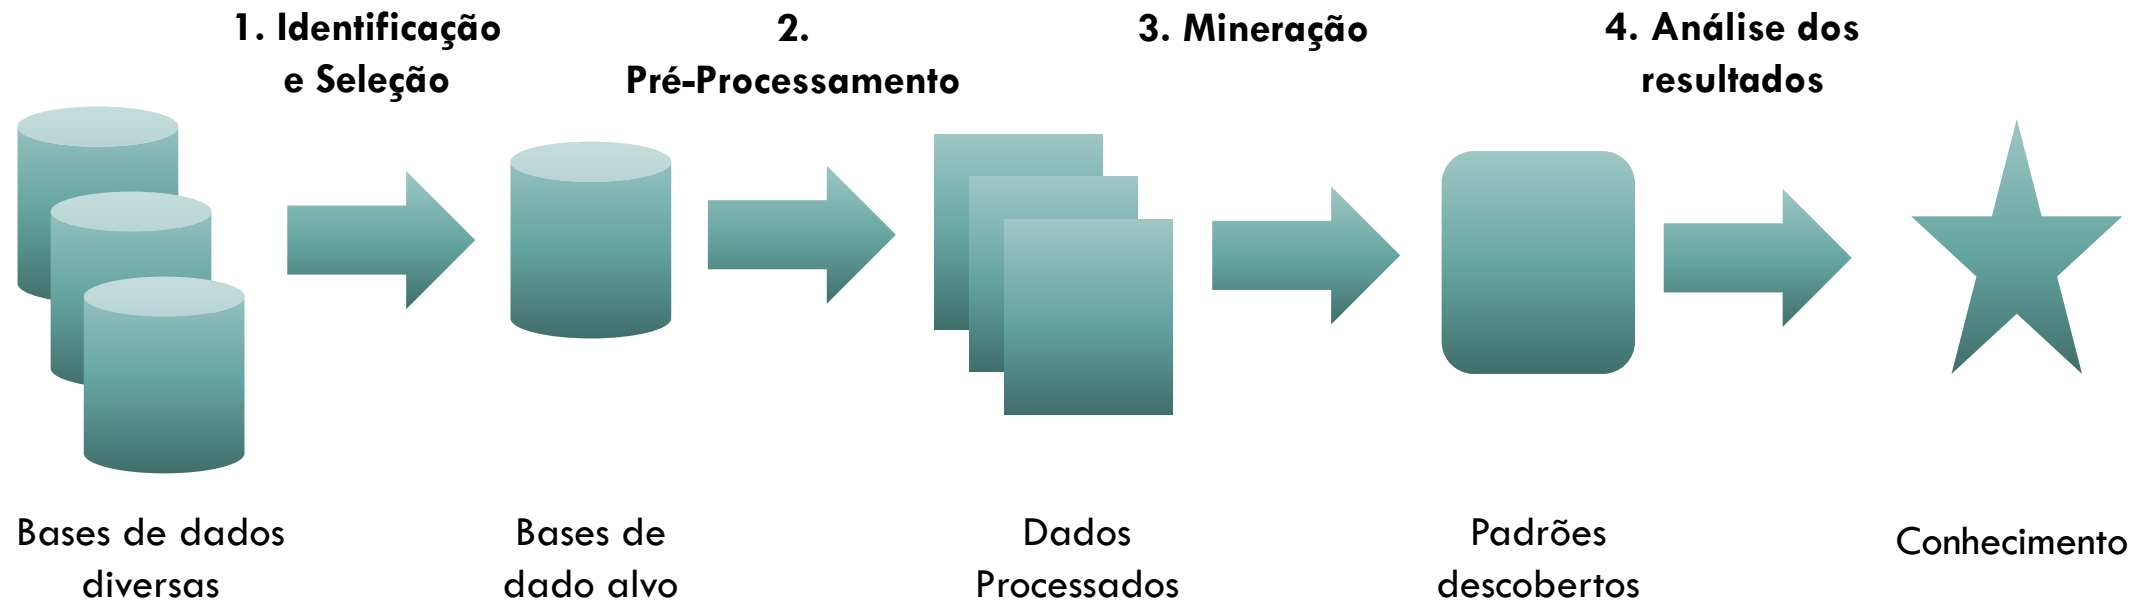 1. Identificação
e Seleção
2.
Pré-Processamento
3. Mineração
4. Análise dos
resultados
Bases de dados
diversas
Bases de
dado alvo
Dados
Processados
Padrões
descobertos
Conhecimento